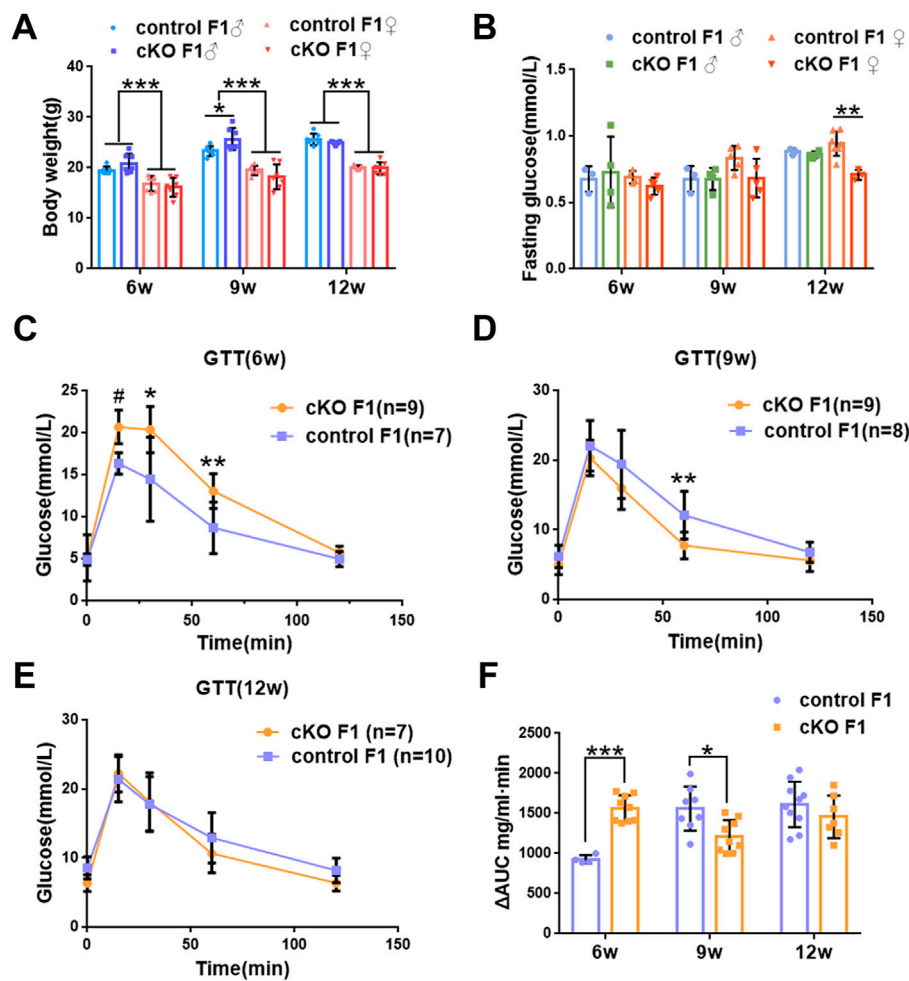 A
control F1♂
control F1♀
cKO F1♂
cKO F1♀
Body weight(g)
40
30
20
10
0
***
*
***
***
6w
9w
12w
B
control F1 ♂
control F1 ♀
cKO F1 ♂
cKO F1 ♀
Fasting glucose(mmol/L)
1.5
1.0
0.5
0.0
**
6w
9w
12w
C
GTT(6w)
Glucose(mmol/L)
25
20
15
10
5
0
#
*
**
cKO F1(n=9)
control F1(n=7)
0
50
100
150
Time(min)
D
GTT(9w)
Glucose(mmol/L)
30
20
10
0
**
cKO F1(n=9)
control F1(n=8)
0
50
100
150
Time(min)
E
GTT(12w)
Glucose(mmol/L)
30
20
10
0
cKO F1 (n=7)
control F1 (n=10)
0
50
100
150
Time(min)
F
control F1
cKO F1
ΔAUC mg/ml·min
2500
2000
1500
1000
500
0
***
*
6w
9w
12w